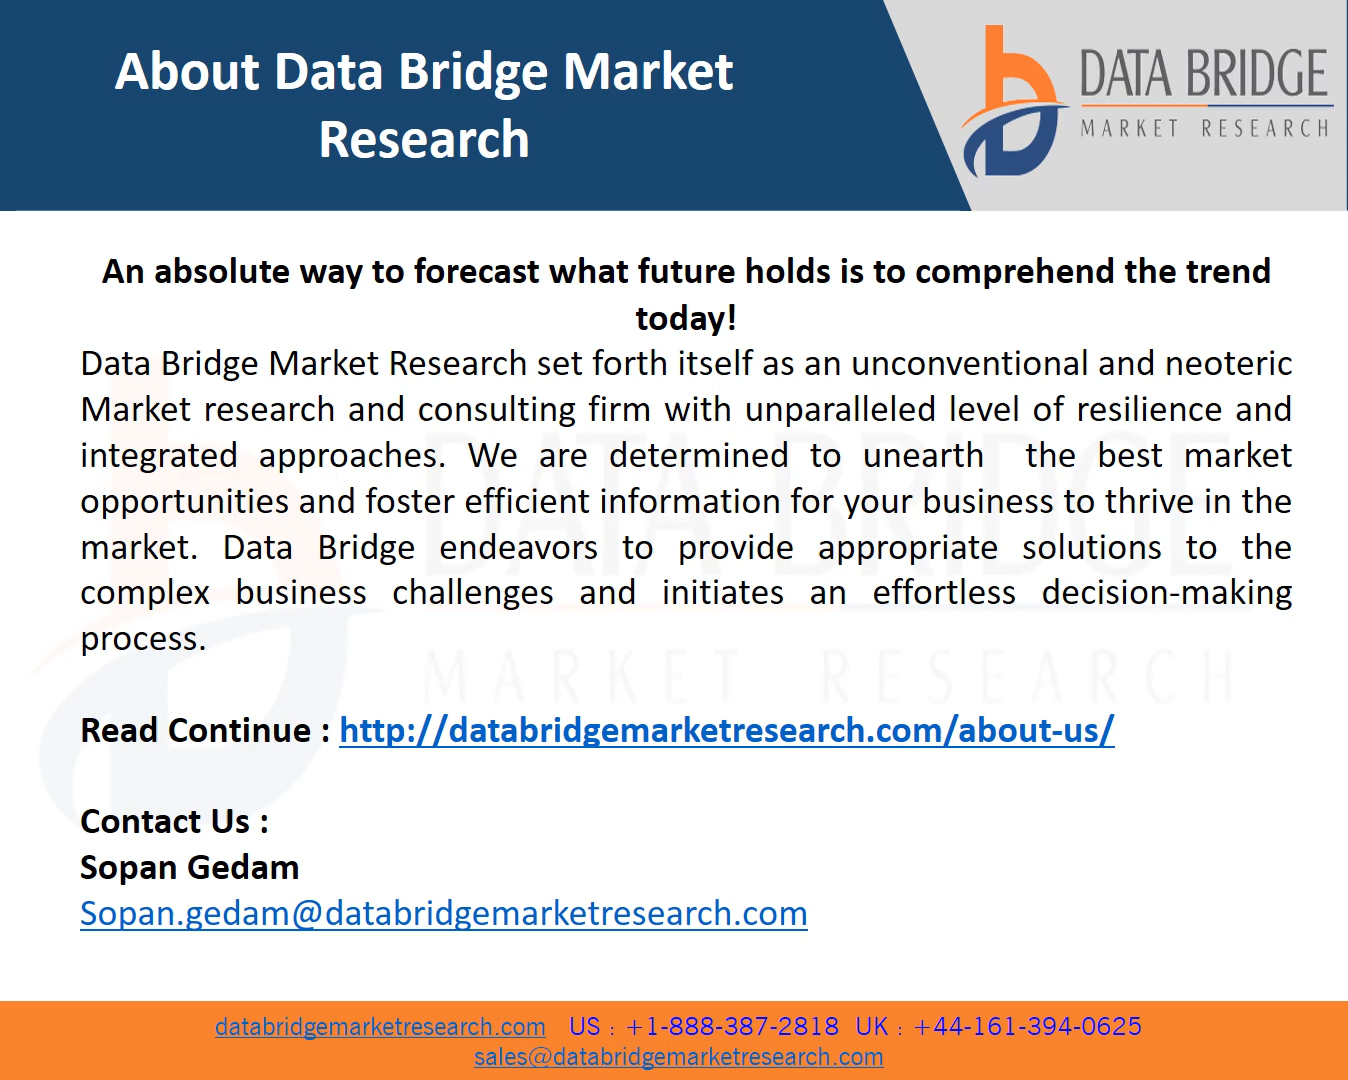 About Data Bridge Market
Research
DATA BRIDGE
MARKET RESEARCH
An absolute way to forecast what future holds is to comprehend the trend
today!
Data Bridge Market Research set forth itself as an unconventional and neoteric
Market research and consulting firm with unparalleled level of resilience and
integrated approaches. We are determined to unearth the best market
opportunities and foster efficient information for your business to thrive in the
market. Data Bridge endeavors to provide appropriate solutions to the
complex business challenges and initiates an effortless decision-making
process.
DATA BRIDGE
MARKET RESEARCH
Read Continue : http://databridgemarketresearch.com/about-us/
Contact Us :
Sopan Gedam
Sopan.gedam@databridgemarketresearch.com
databridgemarketresearch.com US : +1-888-387-2818 UK : +44-161-394-0625
sales@databridgemarketresearch.com